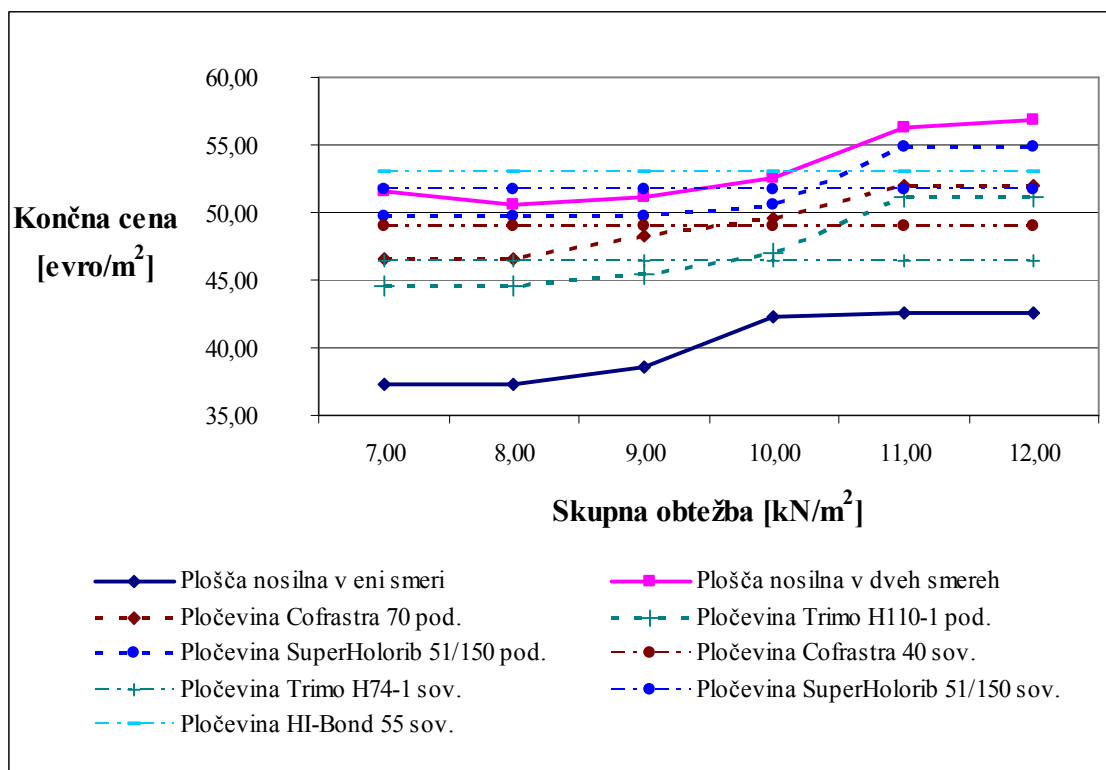 60,00
55,00
50,00
45,00
40,00
35,00
Končna cena
[evro/m²]
7,00 8,00 9,00 10,00 11,00 12,00
Skupna obtežba [kN/m²]
Plošča nosilna v eni smeri
Plošča nosilna v dveh smereh
Pločevina Cofrastra 70 pod.
Pločevina Trimo H110-1 pod.
Pločevina SuperHolorib 51/150 pod.
Pločevina Cofrastra 40 sov.
Pločevina Trimo H74-1 sov.
Pločevina SuperHolorib 51/150 sov.
Pločevina HI-Bond 55 sov.